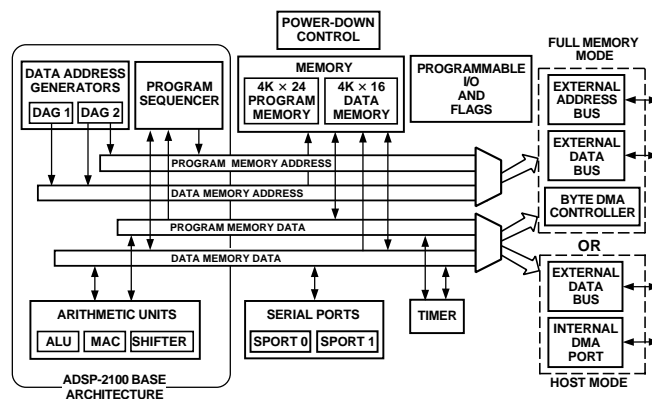 POWER-DOWN
CONTROL
FULL MEMORY
MODE
DATA ADDRESS
GENERATORS
DAG 1
DAG 2
PROGRAM
SEQUENCER
MEMORY
4K × 24
PROGRAM
MEMORY
4K × 16
DATA
MEMORY
PROGRAMMABLE
I/O
AND
FLAGS
EXTERNAL
ADDRESS
BUS
EXTERNAL
DATA
BUS
BYTE DMA
CONTROLLER
OR
PROGRAM MEMORY ADDRESS
DATA MEMORY ADDRESS
PROGRAM MEMORY DATA
DATA MEMORY DATA
EXTERNAL
DATA
BUS
INTERNAL
DMA
PORT
HOST MODE
ARITHMETIC UNITS
ALU
MAC
SHIFTER
SERIAL PORTS
SPORT 0
SPORT 1
TIMER
ADSP-2100 BASE
ARCHITECTURE